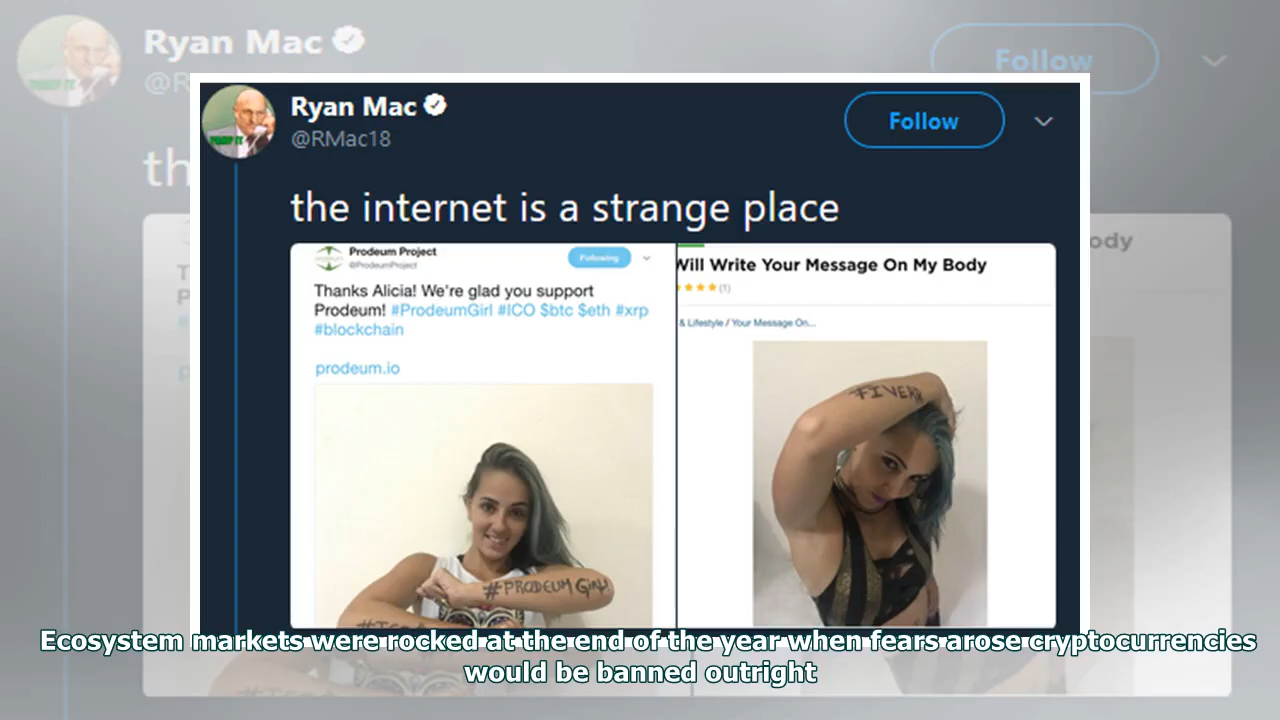 Ryan Mac
Follow
Ryan Mac
@RMac18
Follow
the internet is a strange place
Prodeum Project
@ProdeumProject
Following
Thanks Alicia! We're glad you support
Prodeum! #ProdeumGirl #ICO $btc $eth #xrp
#blockchain
prodeum.io
#PRODEUM GIRL!
Will Write Your Message On My Body
(1)
& Lifestyle / Your Message On...
#FIVERR
Ecosystem markets were rocked at the end of the year when fears arose cryptocurrencies
would be banned outright